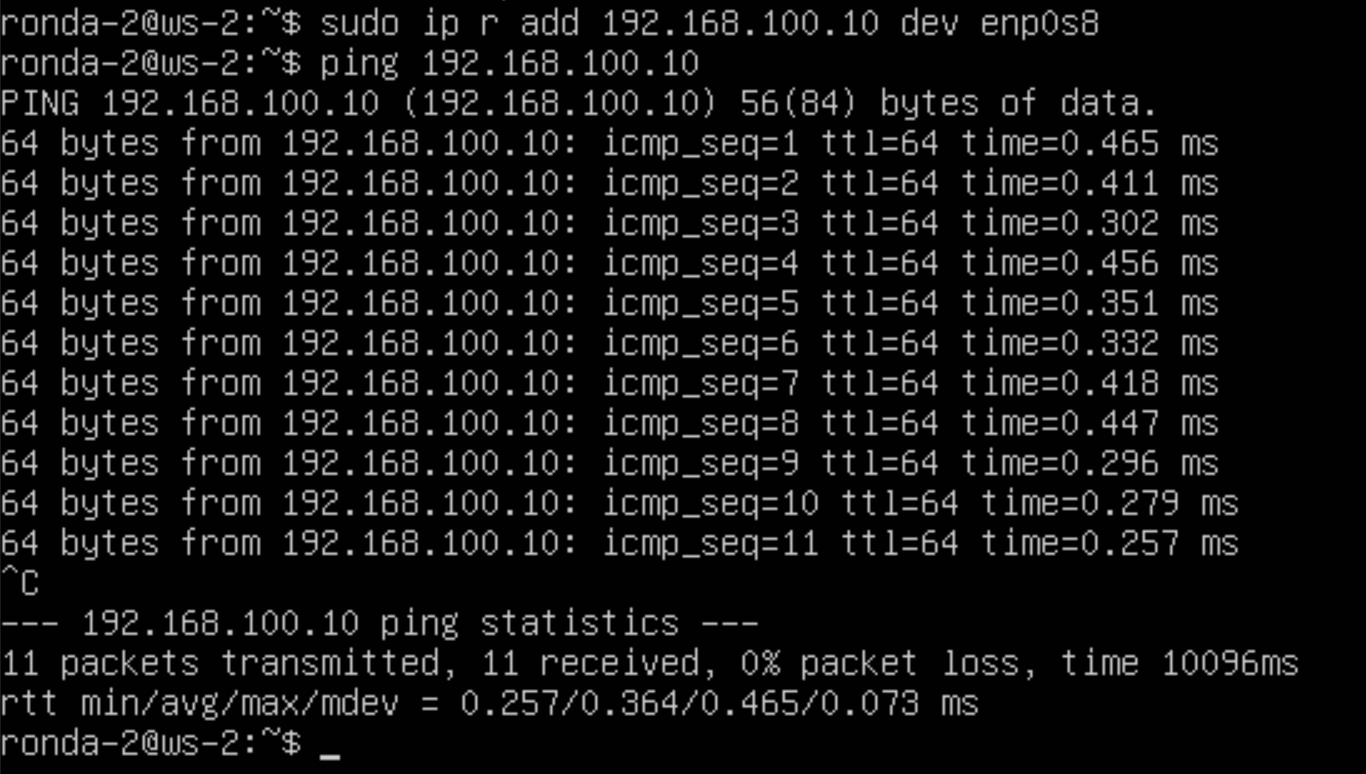 ronda-2@ws-2:~$ sudo ip r add 192.168.100.10 dev enp0s8
ronda-2@ws-2:~$ ping 192.168.100.10
PING 192.168.100.10 (192.168.100.10) 56(84) bytes of data.
64 bytes from 192.168.100.10: icmp_seq=1 ttl=64 time=0.465 ms
64 bytes from 192.168.100.10: icmp_seq=2 ttl=64 time=0.411 ms
64 bytes from 192.168.100.10: icmp_seq=3 ttl=64 time=0.302 ms
64 bytes from 192.168.100.10: icmp_seq=4 ttl=64 time=0.456 ms
64 bytes from 192.168.100.10: icmp_seq=5 ttl=64 time=0.351 ms
64 bytes from 192.168.100.10: icmp_seq=6 ttl=64 time=0.332 ms
64 bytes from 192.168.100.10: icmp_seq=7 ttl=64 time=0.418 ms
64 bytes from 192.168.100.10: icmp_seq=8 ttl=64 time=0.447 ms
64 bytes from 192.168.100.10: icmp_seq=9 ttl=64 time=0.296 ms
64 bytes from 192.168.100.10: icmp_seq=10 ttl=64 time=0.279 ms
64 bytes from 192.168.100.10: icmp_seq=11 ttl=64 time=0.257 ms
^C
--- 192.168.100.10 ping statistics ---
11 packets transmitted, 11 received, 0% packet loss, time 10096ms
rtt min/avg/max/mdev = 0.257/0.364/0.465/0.073 ms
ronda-2@ws-2:~$ _